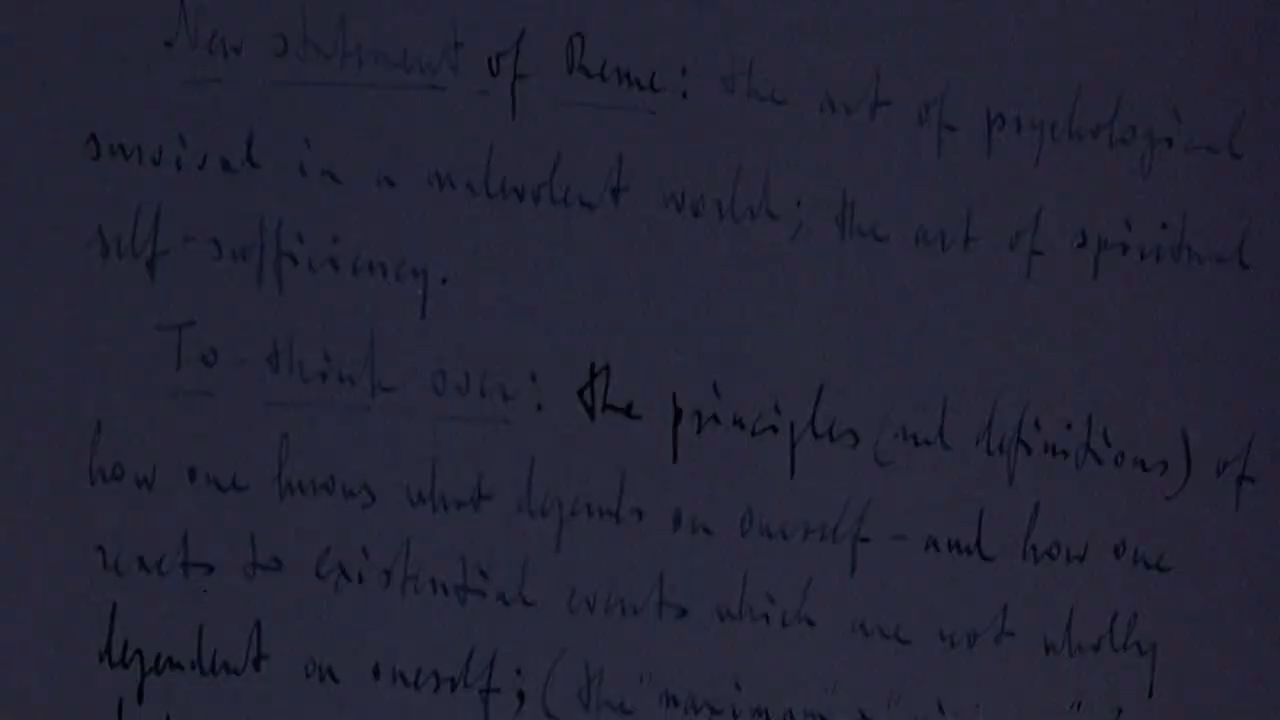 New statement of Theme: the art of psychological
survival in a malevolent world; the art of spiritual
self-sufficiency.
To think over: the principles (and definitions) of
how one knows what depends on oneself – and how one
reacts to existential events which are not wholly
dependent on oneself; (the "maximum"